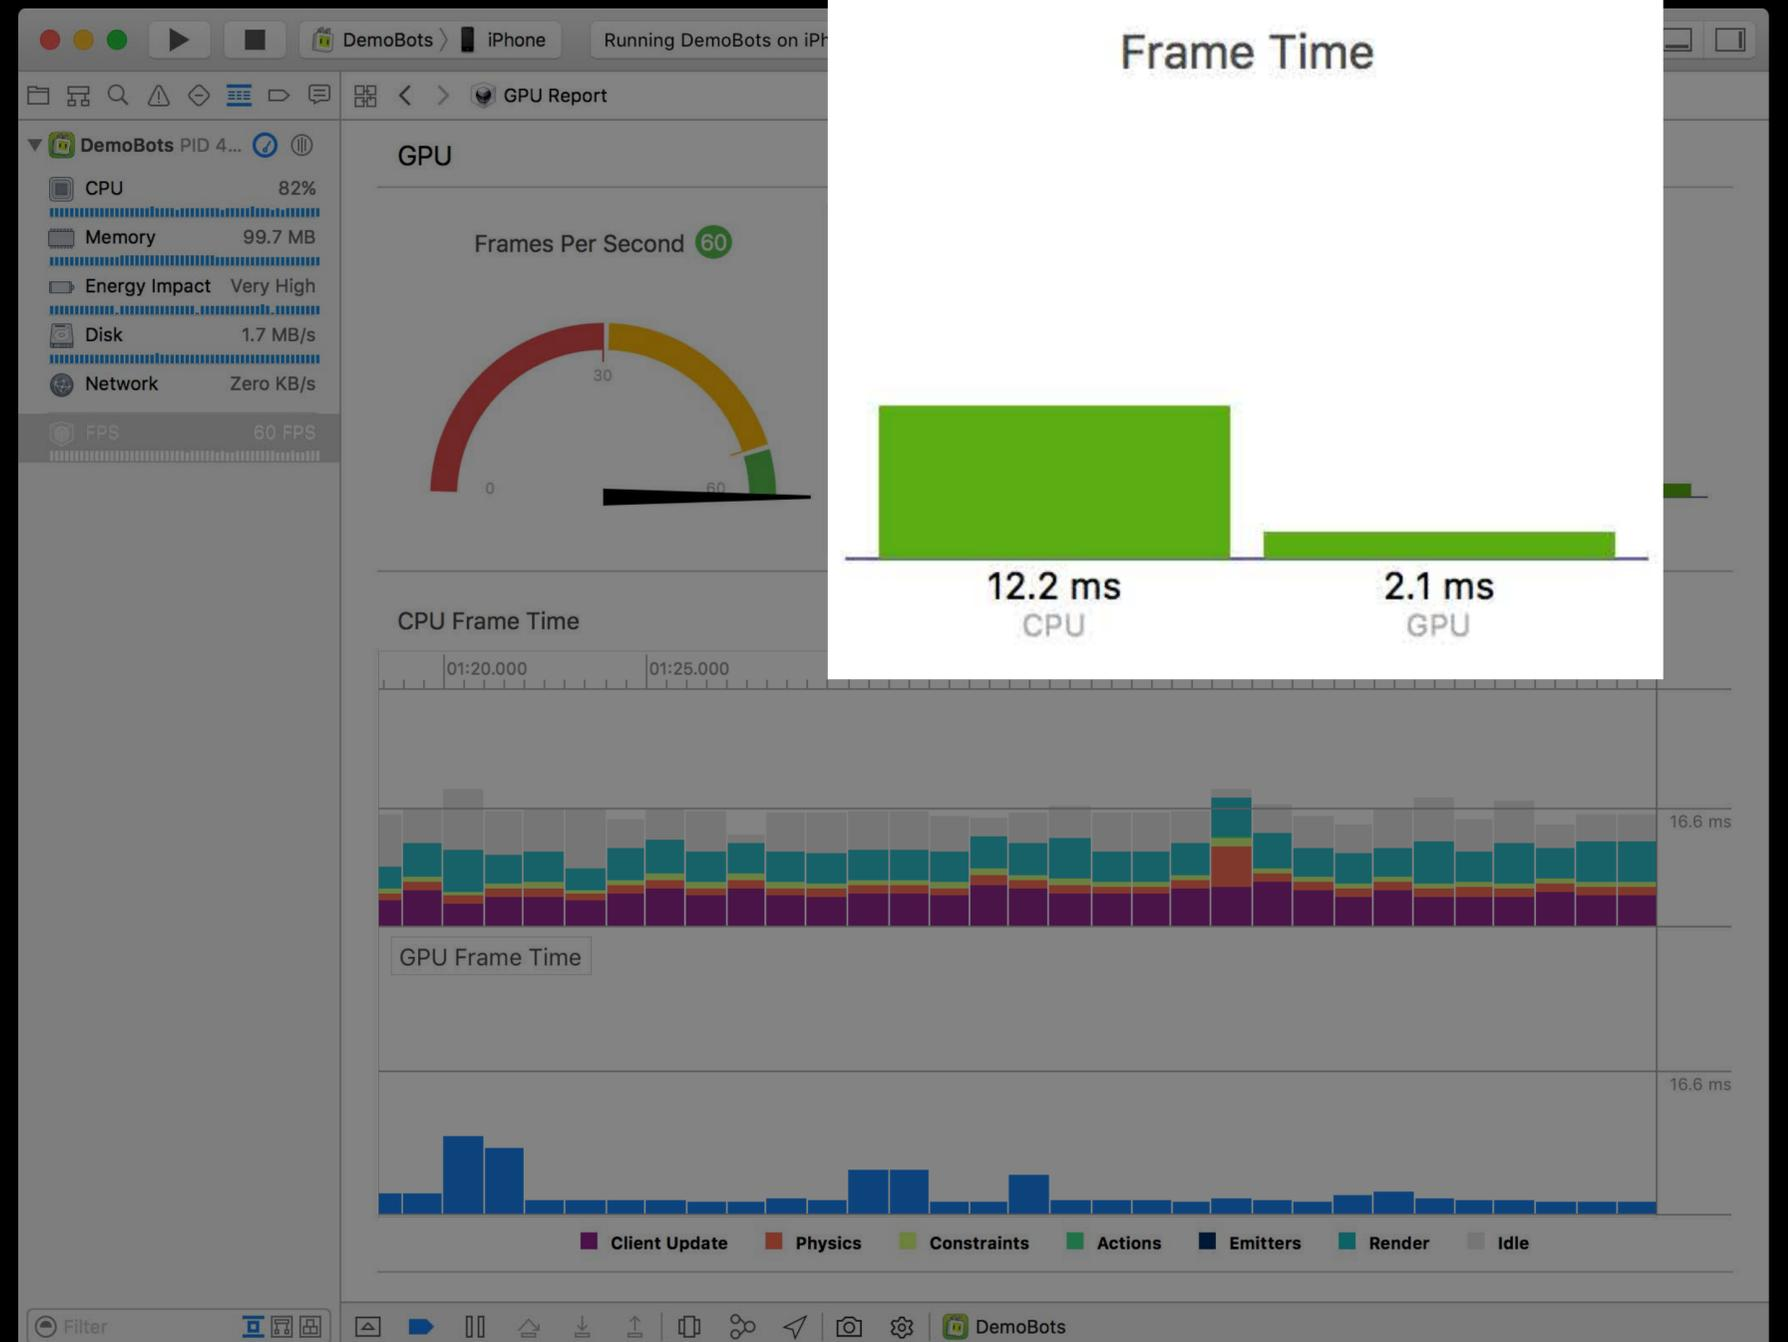 DemoBots
iPhone
Running DemoBots on iPh
GPU Report
DemoBots PID 4...
CPU 82%
Memory 99.7 MB
Energy Impact Very High
Disk 1.7 MB/s
Network Zero KB/s
FPS 60 FPS
Filter
GPU
Frames Per Second 60
0
30
60
Frame Time
12.2 ms
CPU
2.1 ms
GPU
CPU Frame Time
01:20.000
01:25.000
16.6 ms
GPU Frame Time
16.6 ms
Client Update
Physics
Constraints
Actions
Emitters
Render
Idle
DemoBots